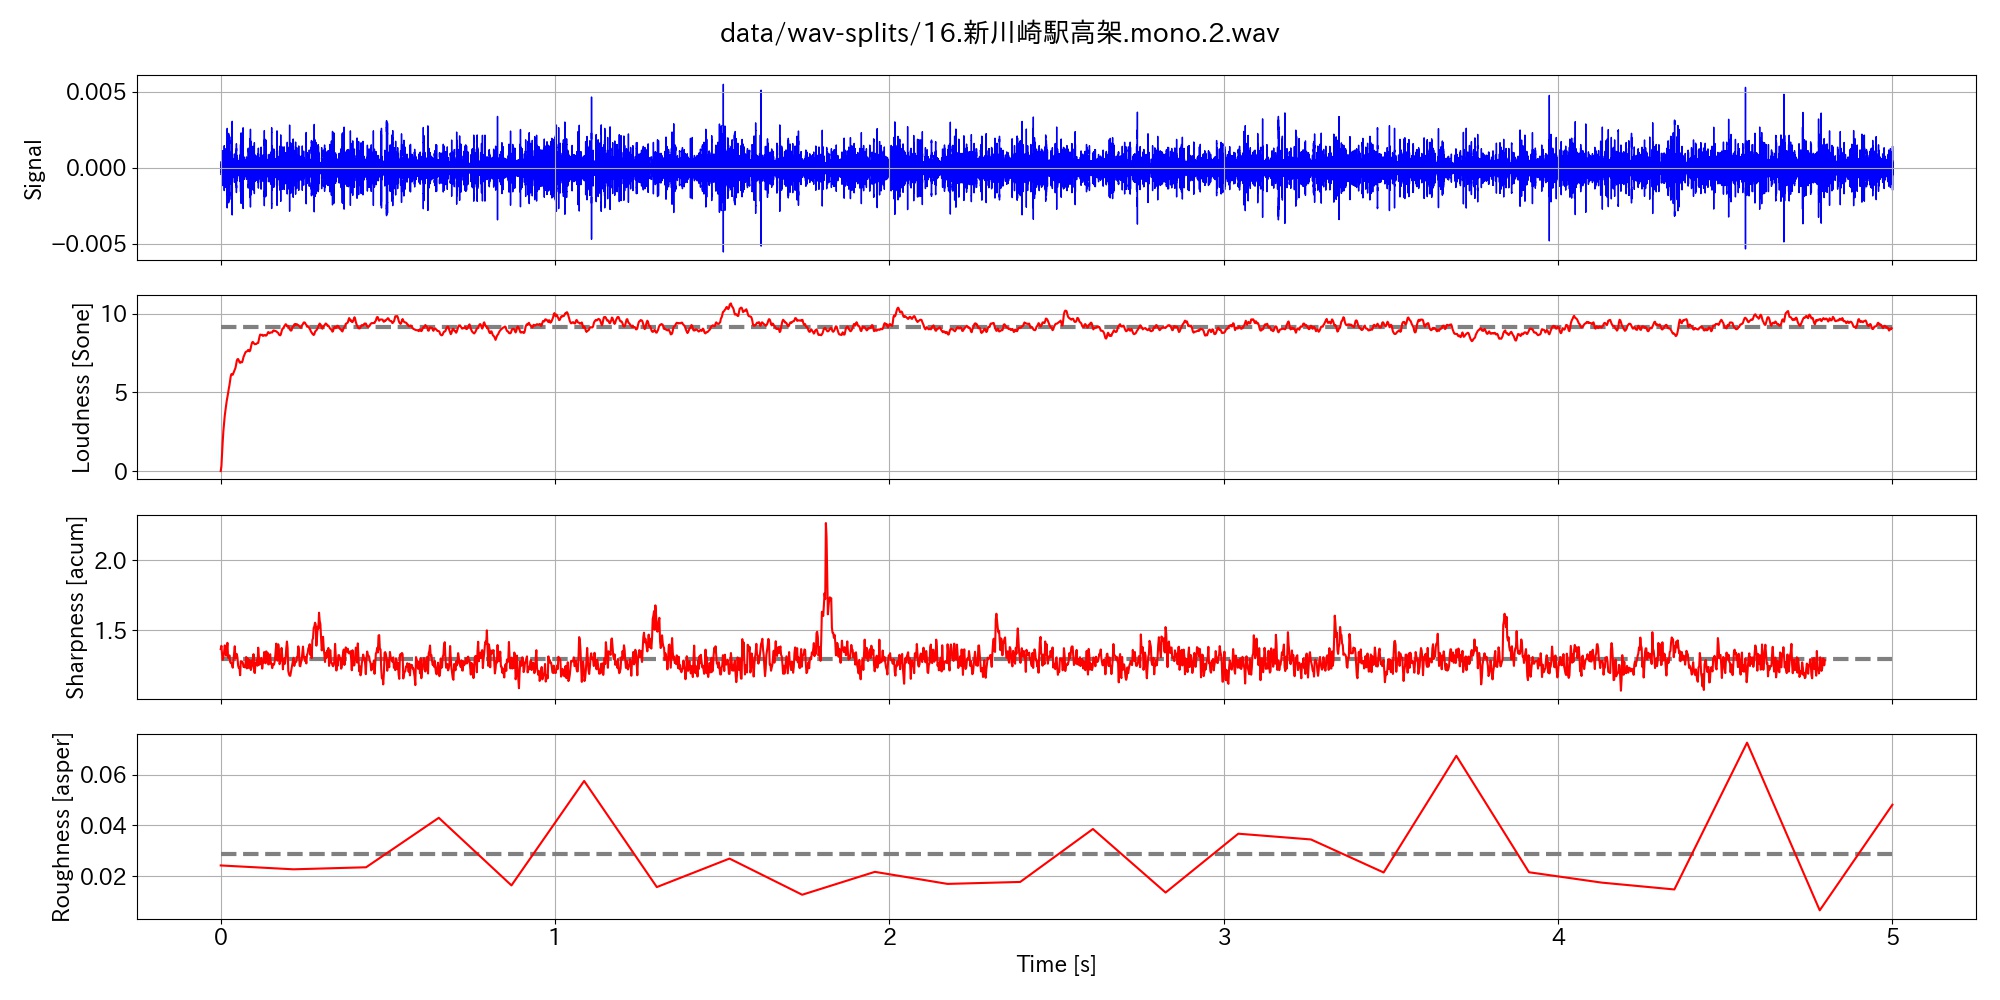 data/wav-splits/16.新川崎駅高架.mono.2.wav
Signal
0.005
0.000
−0.005
Loudness [Sone]
10
5
0
Sharpness [acum]
2.0
1.5
Roughness [asper]
0.06
0.04
0.02
0 1 2 3 4 5
Time [s]